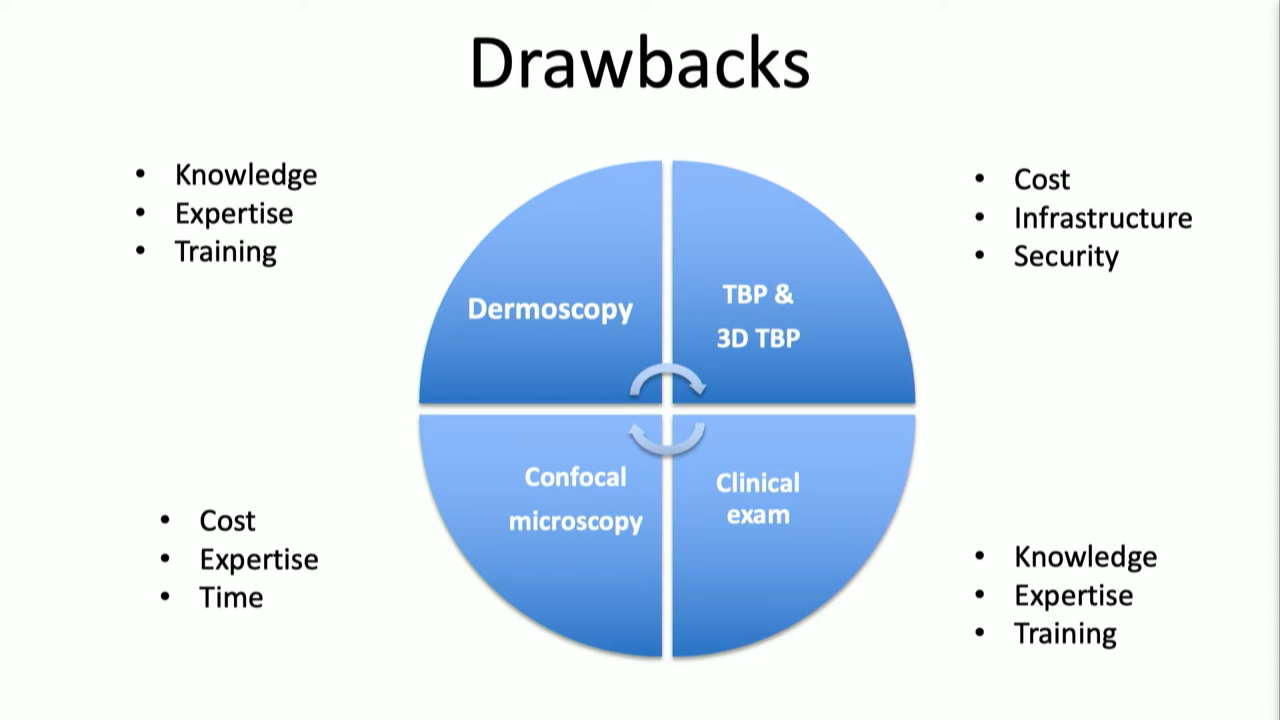 Drawbacks
• Knowledge
• Expertise
• Training
• Cost
• Infrastructure
• Security
Dermoscopy
TBP &
3D TBP
Confocal
microscopy
Clinical
exam
• Cost
• Expertise
• Time
• Knowledge
• Expertise
• Training